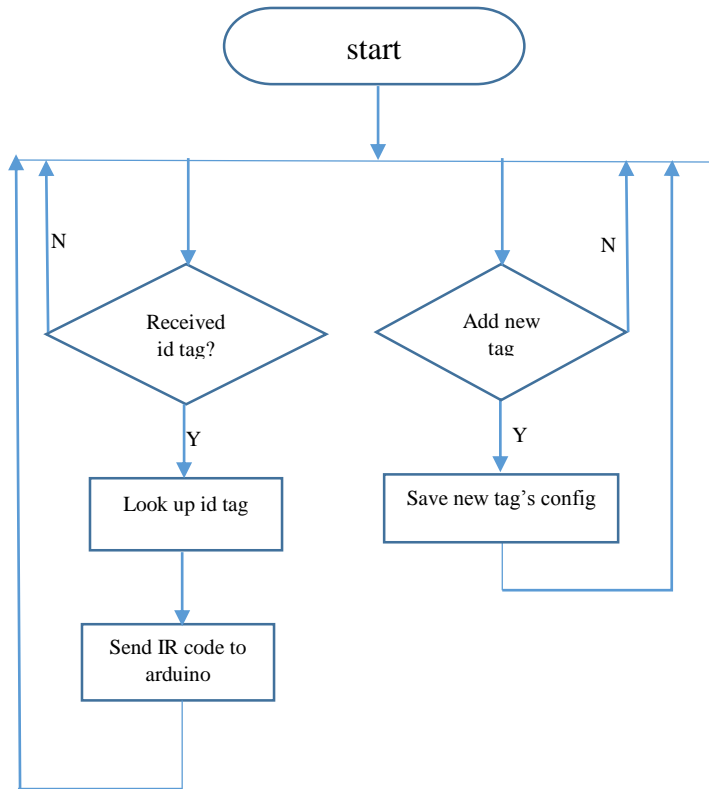 start
N
N
Received
id tag?
Add new
tag
Y
Y
Look up id tag
Save new tag’s config
Send IR code to
arduino